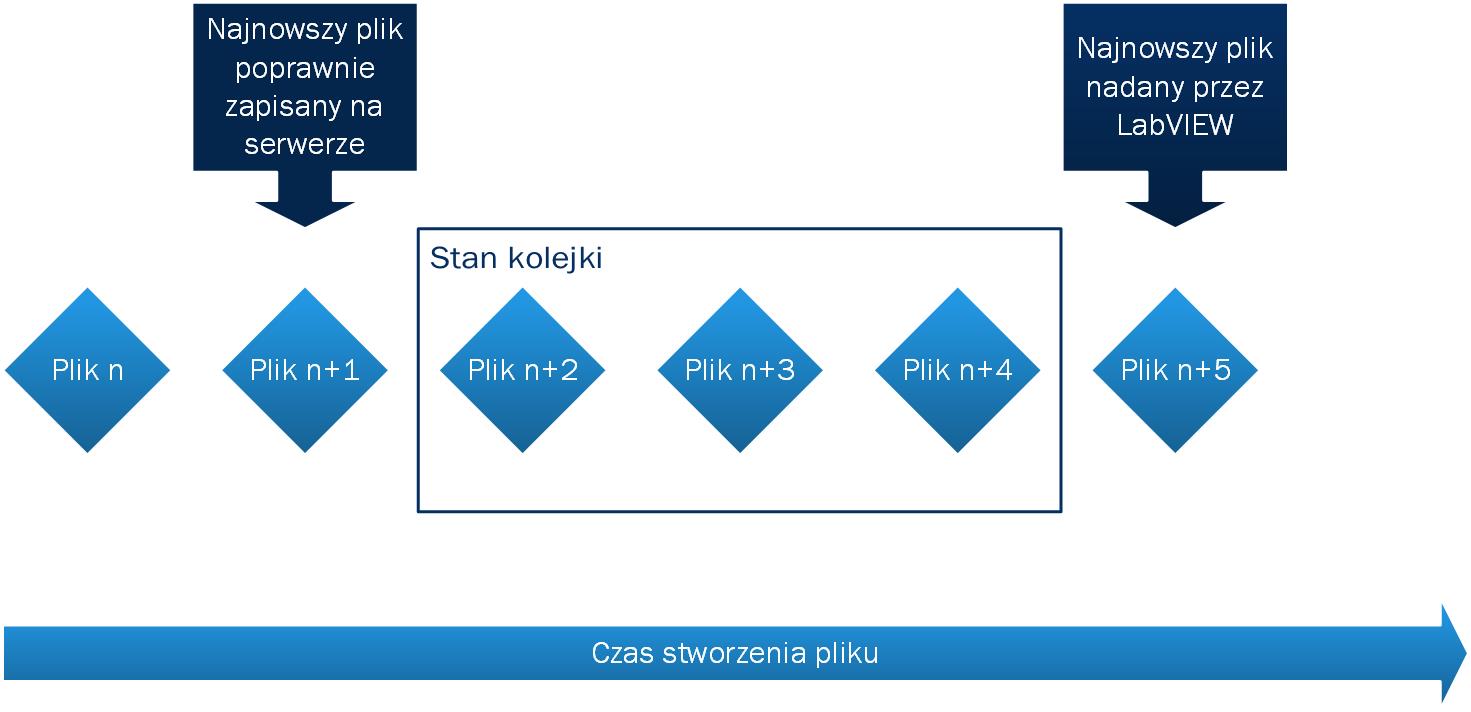 Najnowszy plik
poprawnie
zapisany na
serwerze
Najnowszy plik
nadany przez
LabVIEW
Stan kolejki
Plik n
Plik n+1
Plik n+2
Plik n+3
Plik n+4
Plik n+5
Czas stworzenia pliku